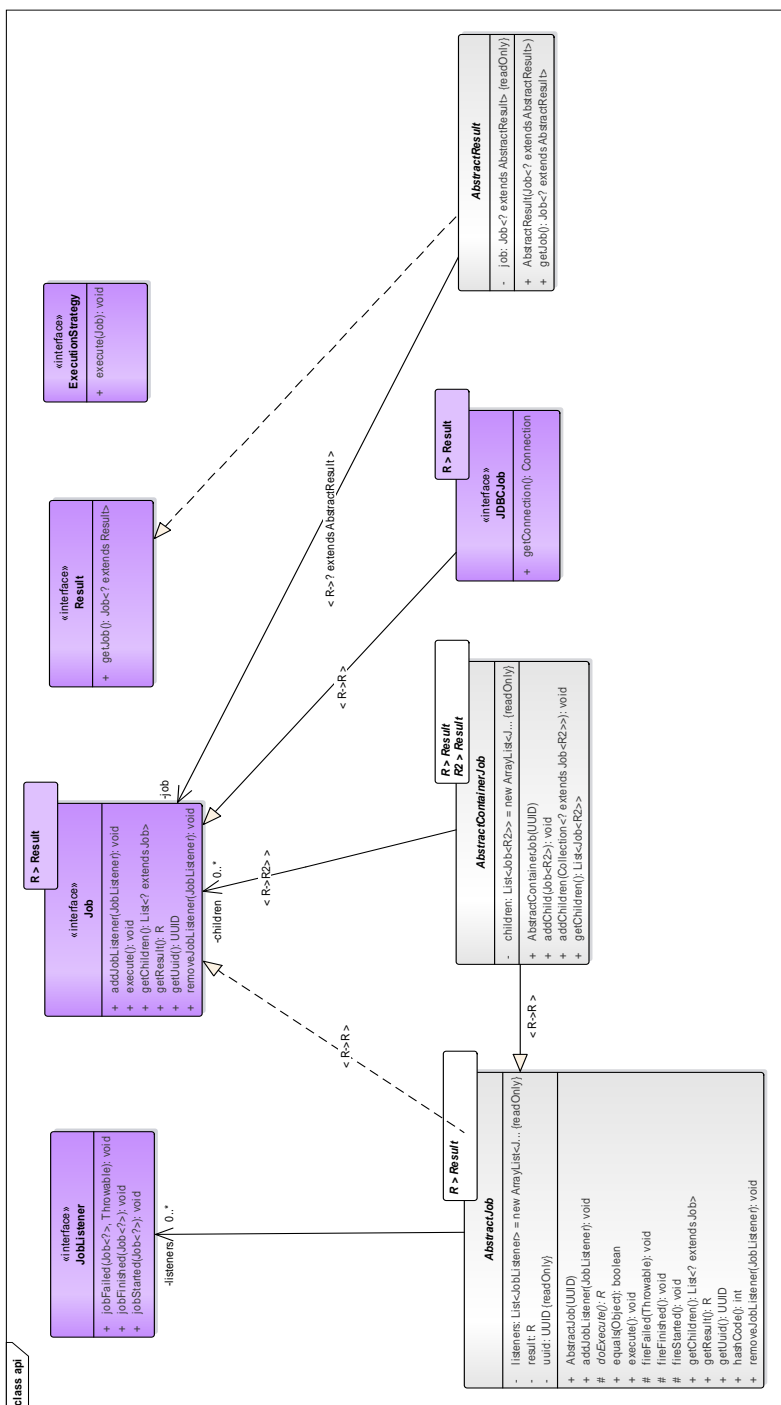 class api
«interface»
JobListener
+ jobFailed(Job<?>, Throwable): void
+ jobFinished(Job<?>): void
+ jobStarted(Job<?>): void
R > Result
«interface»
Job
+ addJobListener(JobListener): void
+ execute(): void
+ getChildren(): List<? extends Job>
+ getResult(): R
+ getUuid(): UUID
+ removeJobListener(JobListener): void
«interface»
Result
+ getJob(): Job<? extends Result>
«interface»
ExecutionStrategy
+ execute(Job): void
-listeners
0..*
-children
0..*
-job
< R->R >
< R->R2> >
< R->R >
< R->? extends AbstractResult >
< R->R >
R > Result
AbstractJob
- listeners: List<JobListener> = new ArrayList<J... {readOnly}
- result: R
- uuid: UUID {readOnly}
+ AbstractJob(UUID)
+ addJobListener(JobListener): void
# doExecute(): R
+ equals(Object): boolean
+ execute(): void
# fireFailed(Throwable): void
# fireFinished(): void
# fireStarted(): void
+ getChildren(): List<? extends Job>
+ getResult(): R
+ getUuid(): UUID
+ hashCode(): int
+ removeJobListener(JobListener): void
R > Result
R2 > Result
AbstractContainerJob
- children: List<Job<R2>> = new ArrayList<J... {readOnly}
+ AbstractContainerJob(UUID)
+ addChild(Job<R2>): void
+ addChildren(Collection<? extends Job<R2>>): void
+ getChildren(): List<Job<R2>>
R > Result
«interface»
JDBCJob
+ getConnection(): Connection
AbstractResult
- job: Job<? extends AbstractResult> {readOnly}
+ AbstractResult(Job<? extends AbstractResult>)
+ getJob(): Job<? extends AbstractResult>